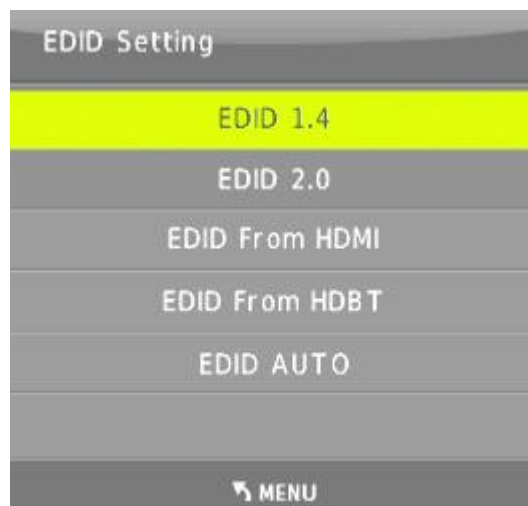 EDID Setting
EDID 1.4
EDID 2.0
EDID From HDMI
EDID From HDBT
EDID AUTO
MENU